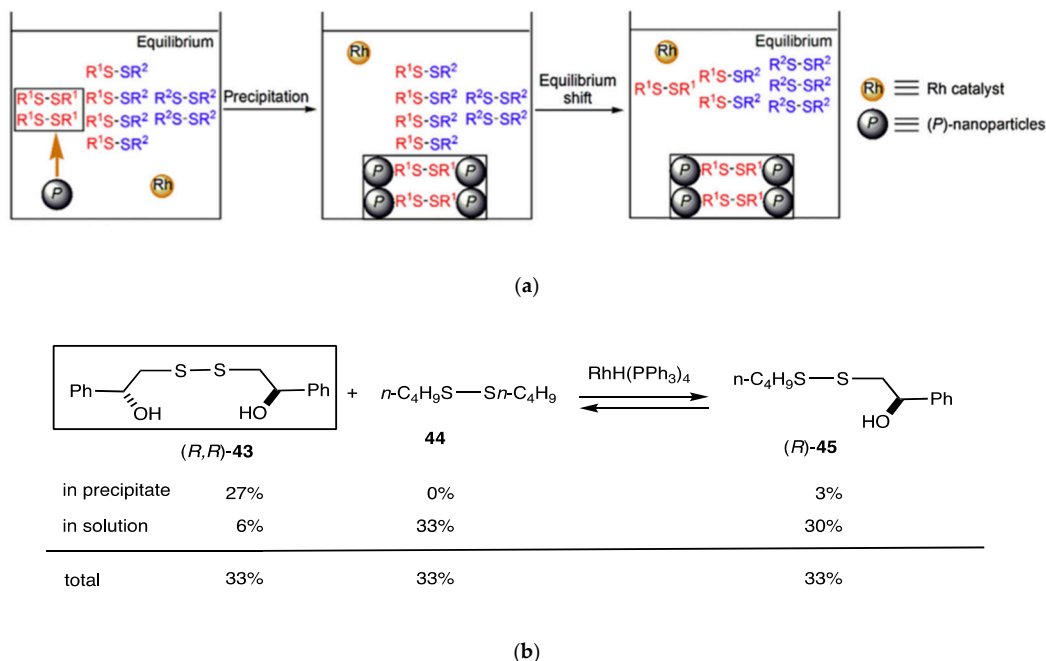 Equilibrium
R¹S-SR²
R¹S-SR¹ R¹S-SR² R²S-SR²
R¹S-SR¹ R¹S-SR² R²S-SR²
R¹S-SR²
P
Rh
Precipitation
Rh
R¹S-SR²
R¹S-SR² R²S-SR²
R¹S-SR² R²S-SR²
R¹S-SR²
P R¹S-SR¹ P
P R¹S-SR¹ P
Equilibrium
shift
Equilibrium
Rh
R²S-SR²
R¹S-SR¹ R¹S-SR² R²S-SR²
R¹S-SR² R²S-SR²
P R¹S-SR¹ P
P R¹S-SR¹ P
Rh ≡ Rh catalyst
P ≡ (P)-nanoparticles
(a)
Ph S S Ph
OH HO
+
n-C₄H₉S—Sn-C₄H₉
RhH(PPh₃)₄
n-C₄H₉S S Ph
HO
(R,R)-43 44 (R)-45
in precipitate 27% 0% 3%
in solution 6% 33% 30%
total 33% 33% 33%
(b)